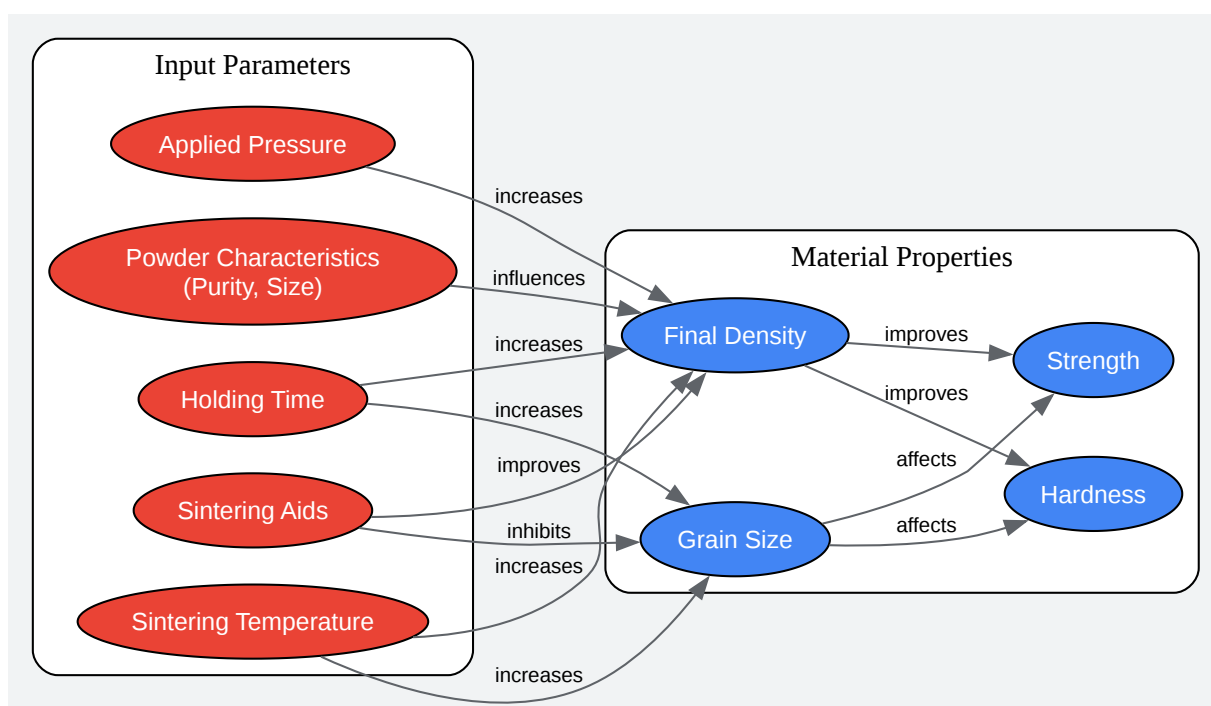 Input Parameters
Applied Pressure
Powder Characteristics
(Purity, Size)
Holding Time
Sintering Aids
Sintering Temperature
increases
influences
increases
increases
improves
inhibits
increases
increases
Material Properties
Final Density
Grain Size
improves
improves
affects
affects
Strength
Hardness